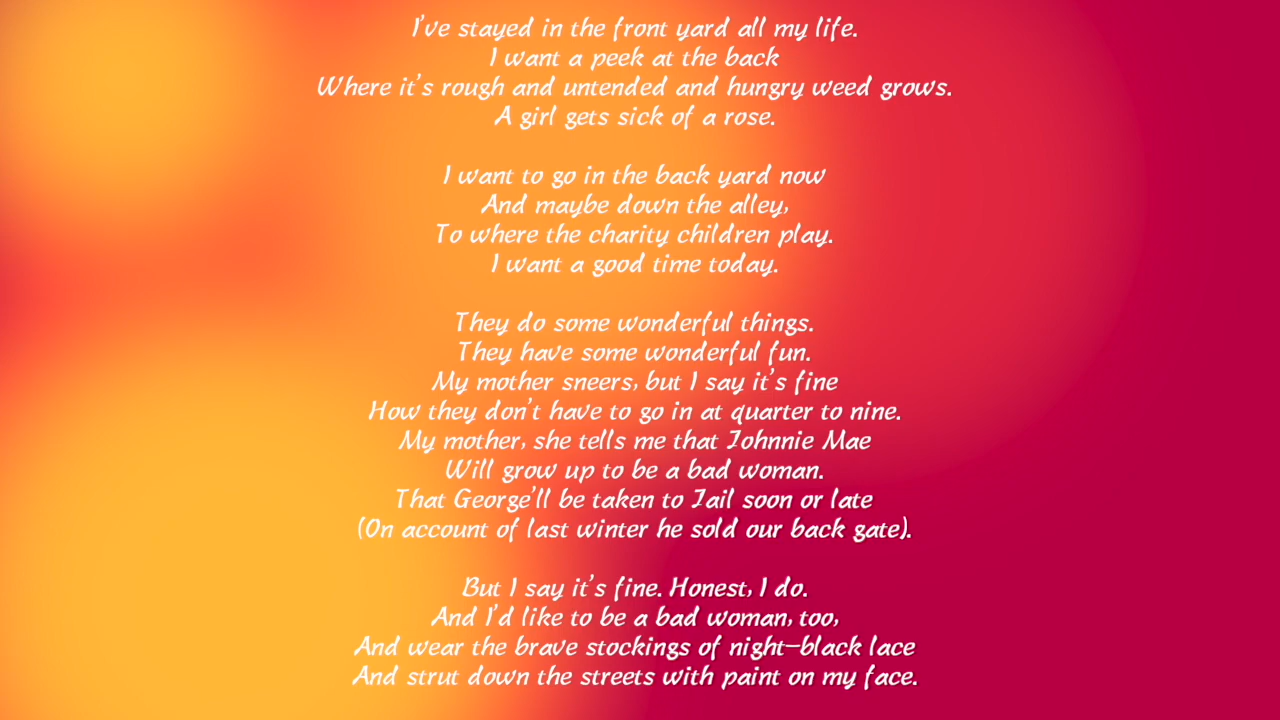 I've stayed in the front yard all my life.
I want a peek at the back
Where it's rough and untended and hungry weed grows.
A girl gets sick of a rose.

I want to go in the back yard now
And maybe down the alley,
To where the charity children play.
I want a good time today.

They do some wonderful things.
They have some wonderful fun.
My mother sneers, but I say it's fine
How they don't have to go in at quarter to nine.
My mother, she tells me that Johnnie Mae
Will grow up to be a bad woman.
That George'll be taken to Jail soon or late
(On account of last winter he sold our back gate).

But I say it's fine. Honest, I do.
And I'd like to be a bad woman, too,
And wear the brave stockings of night—black lace
And strut down the streets with paint on my face.